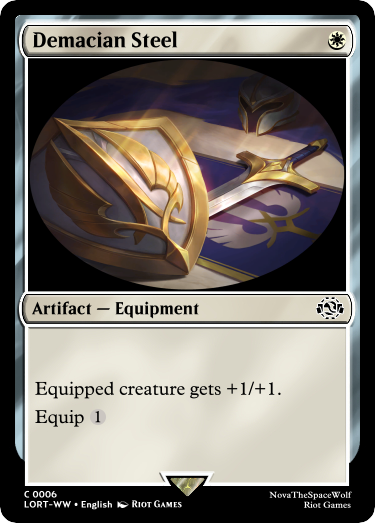 Demacian Steel
Artifact — Equipment
Equipped creature gets +1/+1.
Equip 1
C 0006
LORT-WW • English Riot Games
NovaTheSpaceWolf
Riot Games